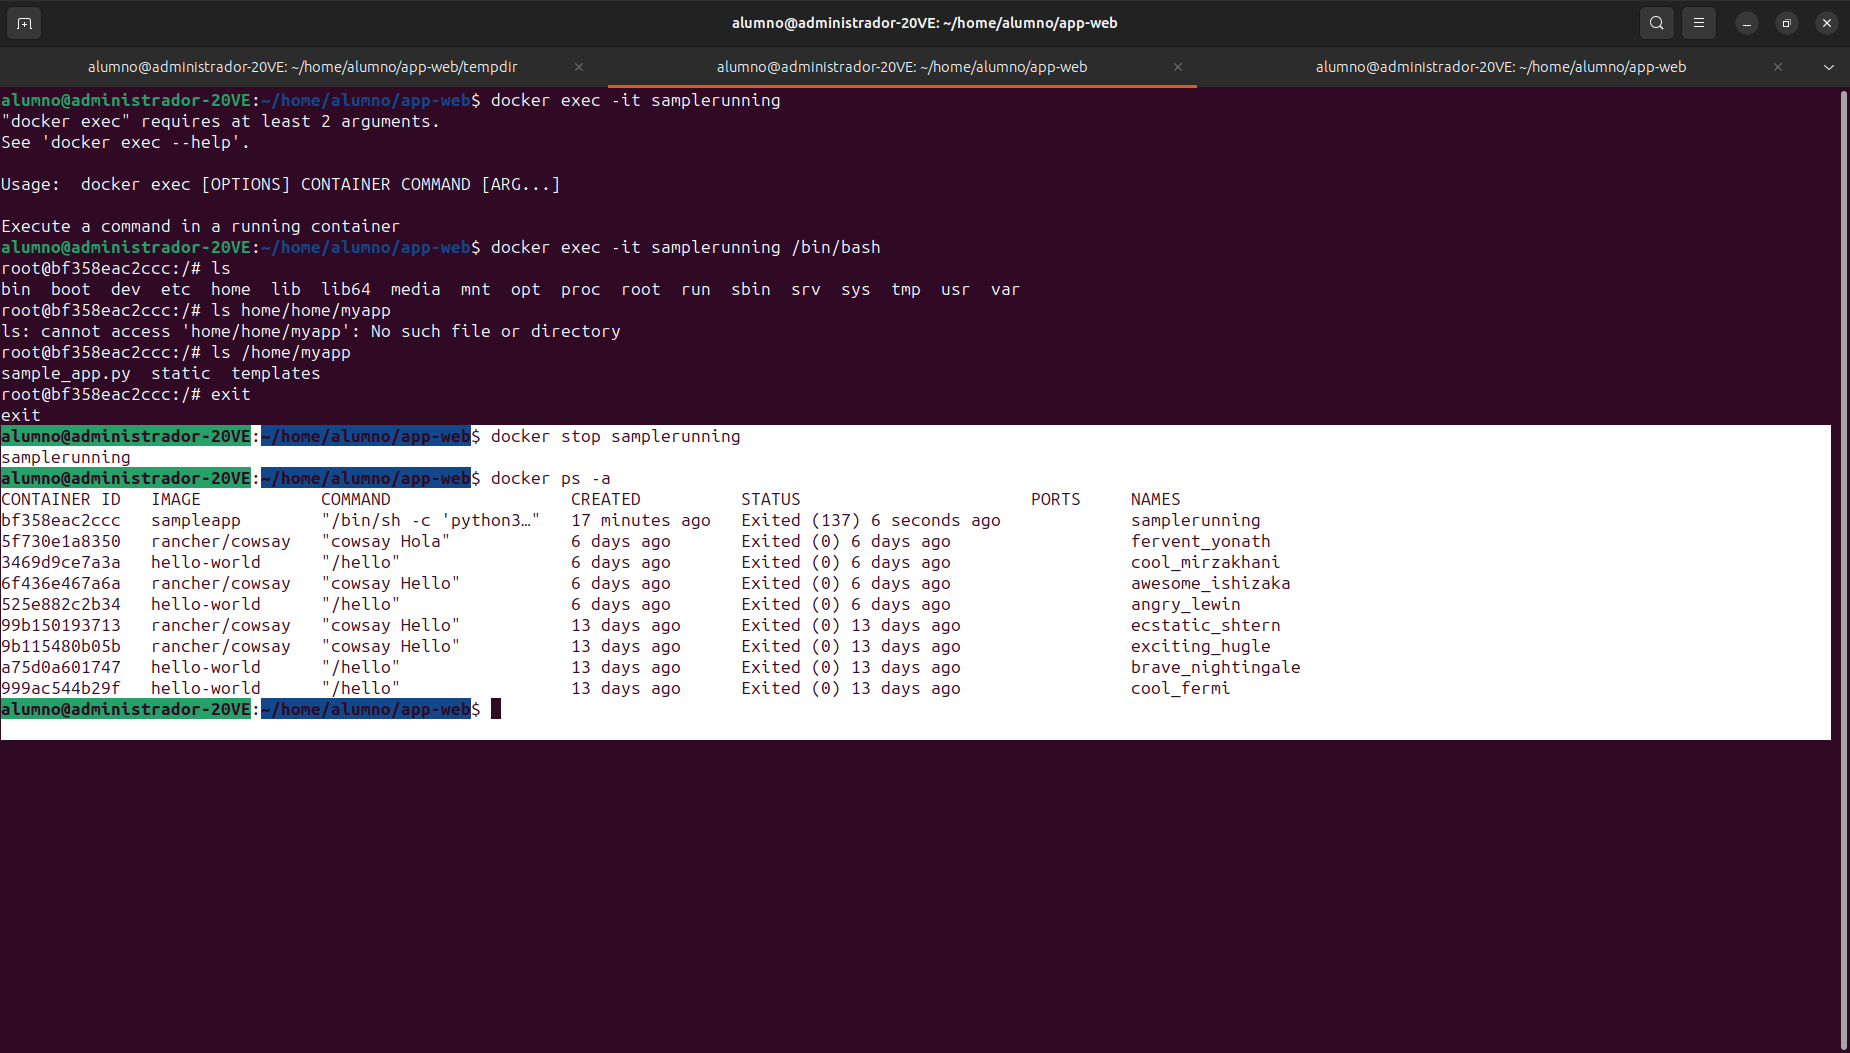 alumno@administrador-20VE: ~/home/alumno/app-web
alumno@administrador-20VE: ~/home/alumno/app-web/tempdir
alumno@administrador-20VE: ~/home/alumno/app-web
alumno@administrador-20VE: ~/home/alumno/app-web
alumno@administrador-20VE:~/home/alumno/app-web$ docker exec -it samplerunning
"docker exec" requires at least 2 arguments.
See 'docker exec --help'.
Usage:  docker exec [OPTIONS] CONTAINER COMMAND [ARG...]
Execute a command in a running container
alumno@administrador-20VE:~/home/alumno/app-web$ docker exec -it samplerunning /bin/bash
root@bf358eac2ccc:/# ls
bin  boot  dev  etc  home  lib  lib64  media  mnt  opt  proc  root  run  sbin  srv  sys  tmp  usr  var
root@bf358eac2ccc:/# ls home/home/myapp
ls: cannot access 'home/home/myapp': No such file or directory
root@bf358eac2ccc:/# ls /home/myapp
sample_app.py  static  templates
root@bf358eac2ccc:/# exit
exit
alumno@administrador-20VE:~/home/alumno/app-web$ docker stop samplerunning
samplerunning
alumno@administrador-20VE:~/home/alumno/app-web$ docker ps -a
CONTAINER ID   IMAGE            COMMAND                  CREATED          STATUS                       PORTS     NAMES
bf358eac2ccc   sampleapp        "/bin/sh -c 'python3…"   17 minutes ago   Exited (137) 6 seconds ago             samplerunning
5f730e1a8350   rancher/cowsay   "cowsay Hola"            6 days ago       Exited (0) 6 days ago                  fervent_yonath
3469d9ce7a3a   hello-world      "/hello"                 6 days ago       Exited (0) 6 days ago                  cool_mirzakhani
6f436e467a6a   rancher/cowsay   "cowsay Hello"           6 days ago       Exited (0) 6 days ago                  awesome_ishizaka
525e882c2b34   hello-world      "/hello"                 6 days ago       Exited (0) 6 days ago                  angry_lewin
99b150193713   rancher/cowsay   "cowsay Hello"           13 days ago      Exited (0) 13 days ago                 ecstatic_shtern
9b115480b05b   rancher/cowsay   "cowsay Hello"           13 days ago      Exited (0) 13 days ago                 exciting_hugle
a75d0a601747   hello-world      "/hello"                 13 days ago      Exited (0) 13 days ago                 brave_nightingale
999ac544b29f   hello-world      "/hello"                 13 days ago      Exited (0) 13 days ago                 cool_fermi
alumno@administrador-20VE:~/home/alumno/app-web$